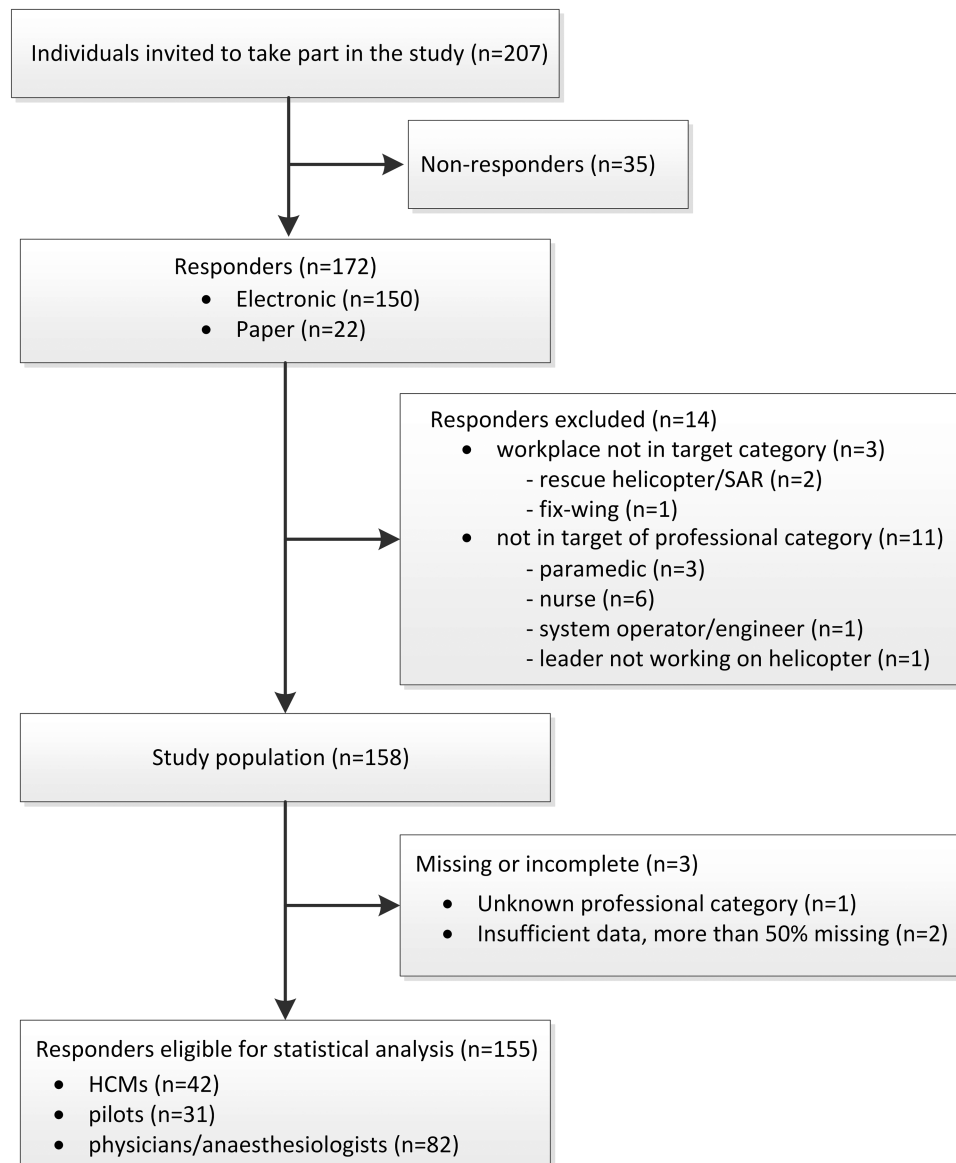 Individuals invited to take part in the study (n=207)
Non-responders (n=35)
Responders (n=172)
• Electronic (n=150)
• Paper (n=22)
Responders excluded (n=14)
• workplace not in target category (n=3)
- rescue helicopter/SAR (n=2)
- fix-wing (n=1)
• not in target of professional category (n=11)
- paramedic (n=3)
- nurse (n=6)
- system operator/engineer (n=1)
- leader not working on helicopter (n=1)
Study population (n=158)
Missing or incomplete (n=3)
• Unknown professional category (n=1)
• Insufficient data, more than 50% missing (n=2)
Responders eligible for statistical analysis (n=155)
• HCMs (n=42)
• pilots (n=31)
• physicians/anaesthesiologists (n=82)